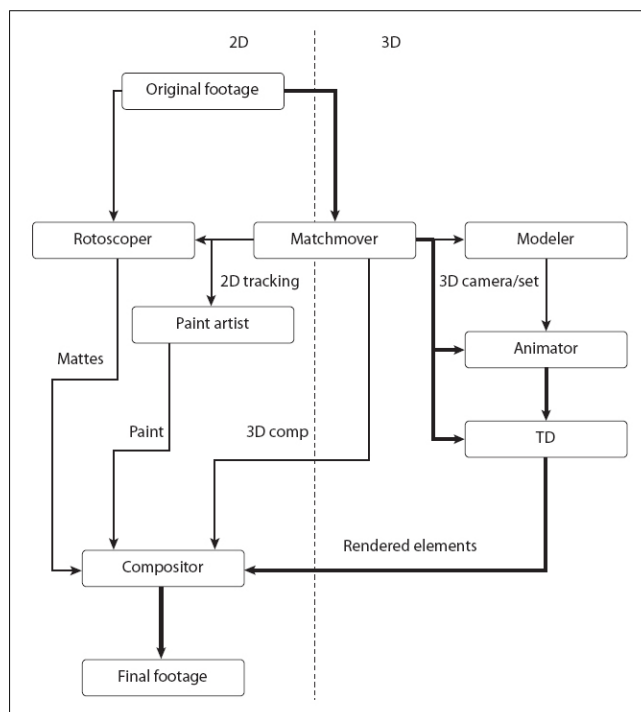 2D
3D
Original footage
Rotoscoper
Matchmover
Modeler
2D tracking
3D camera/set
Paint artist
Animator
Mattes
Paint
3D comp
TD
Rendered elements
Compositor
Final footage